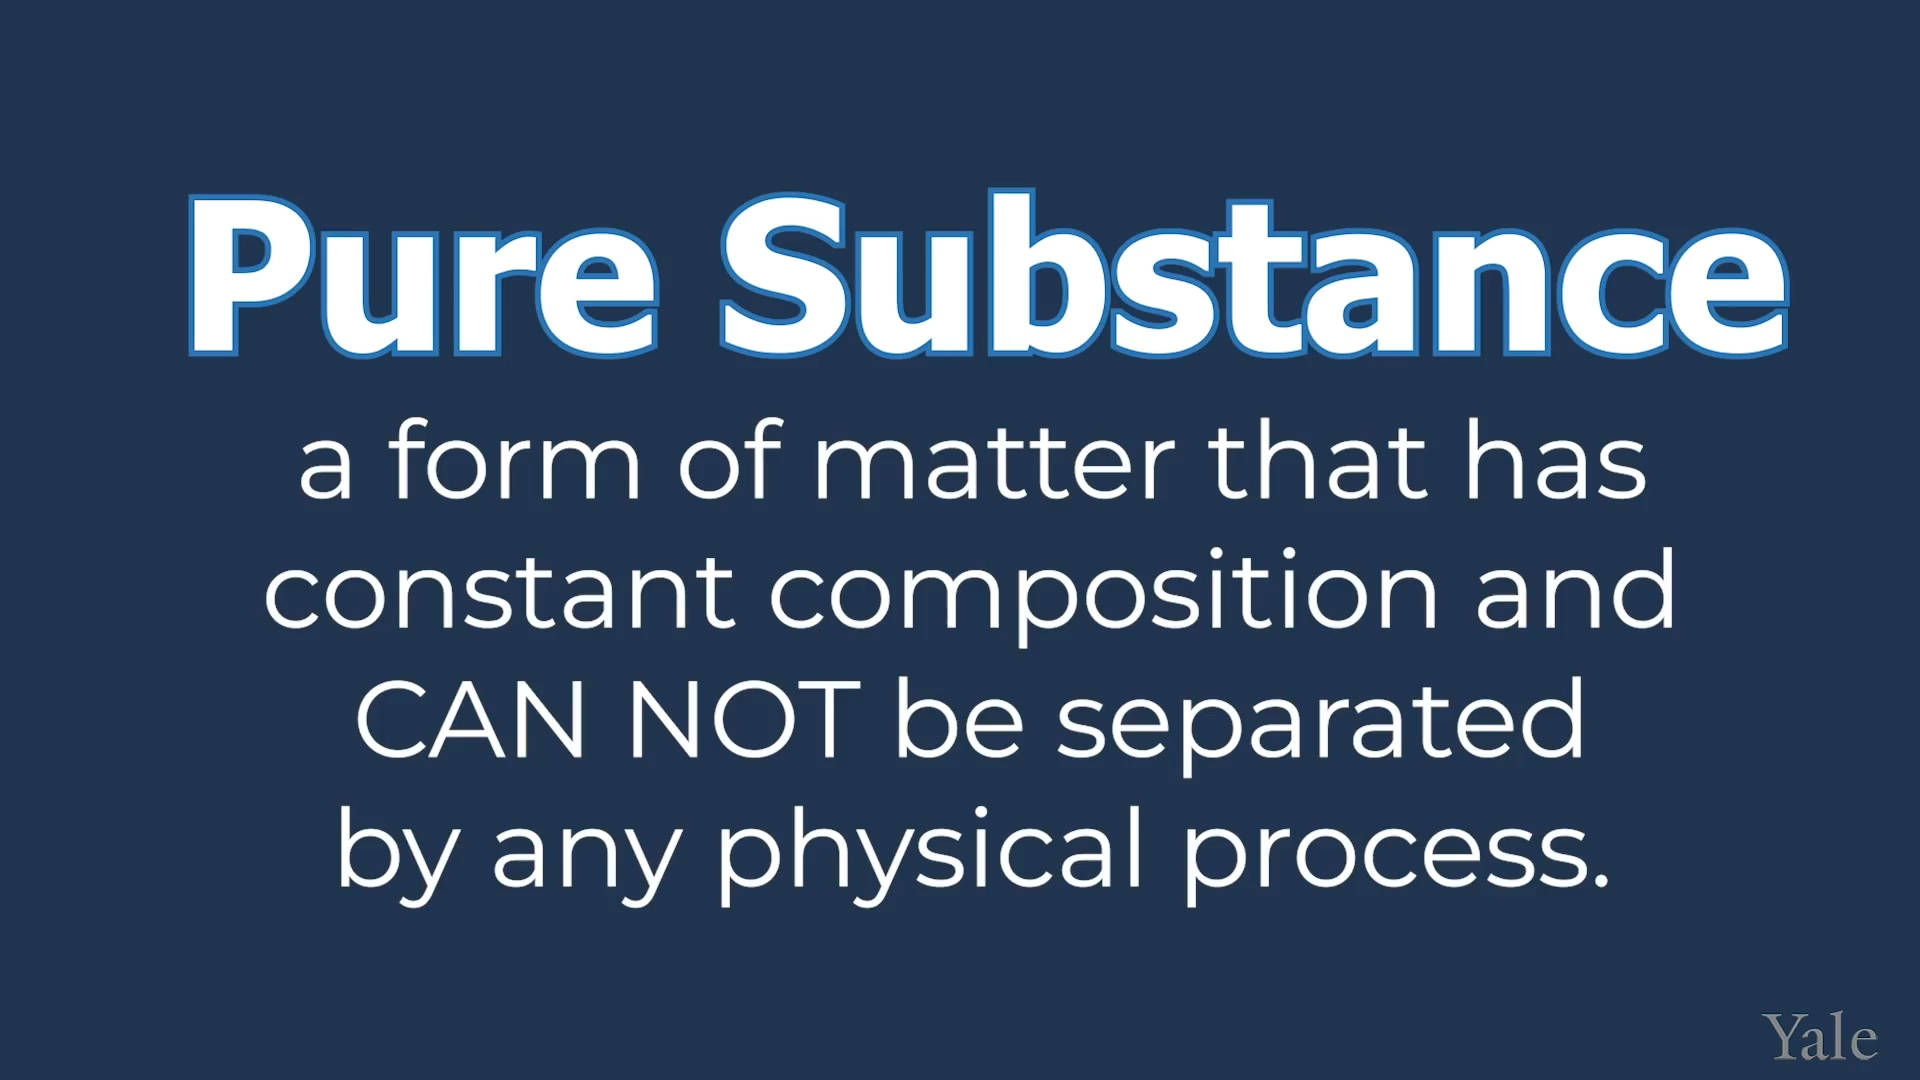 Pure Substance
a form of matter that has
constant composition and
CAN NOT be separated
by any physical process.
Yale